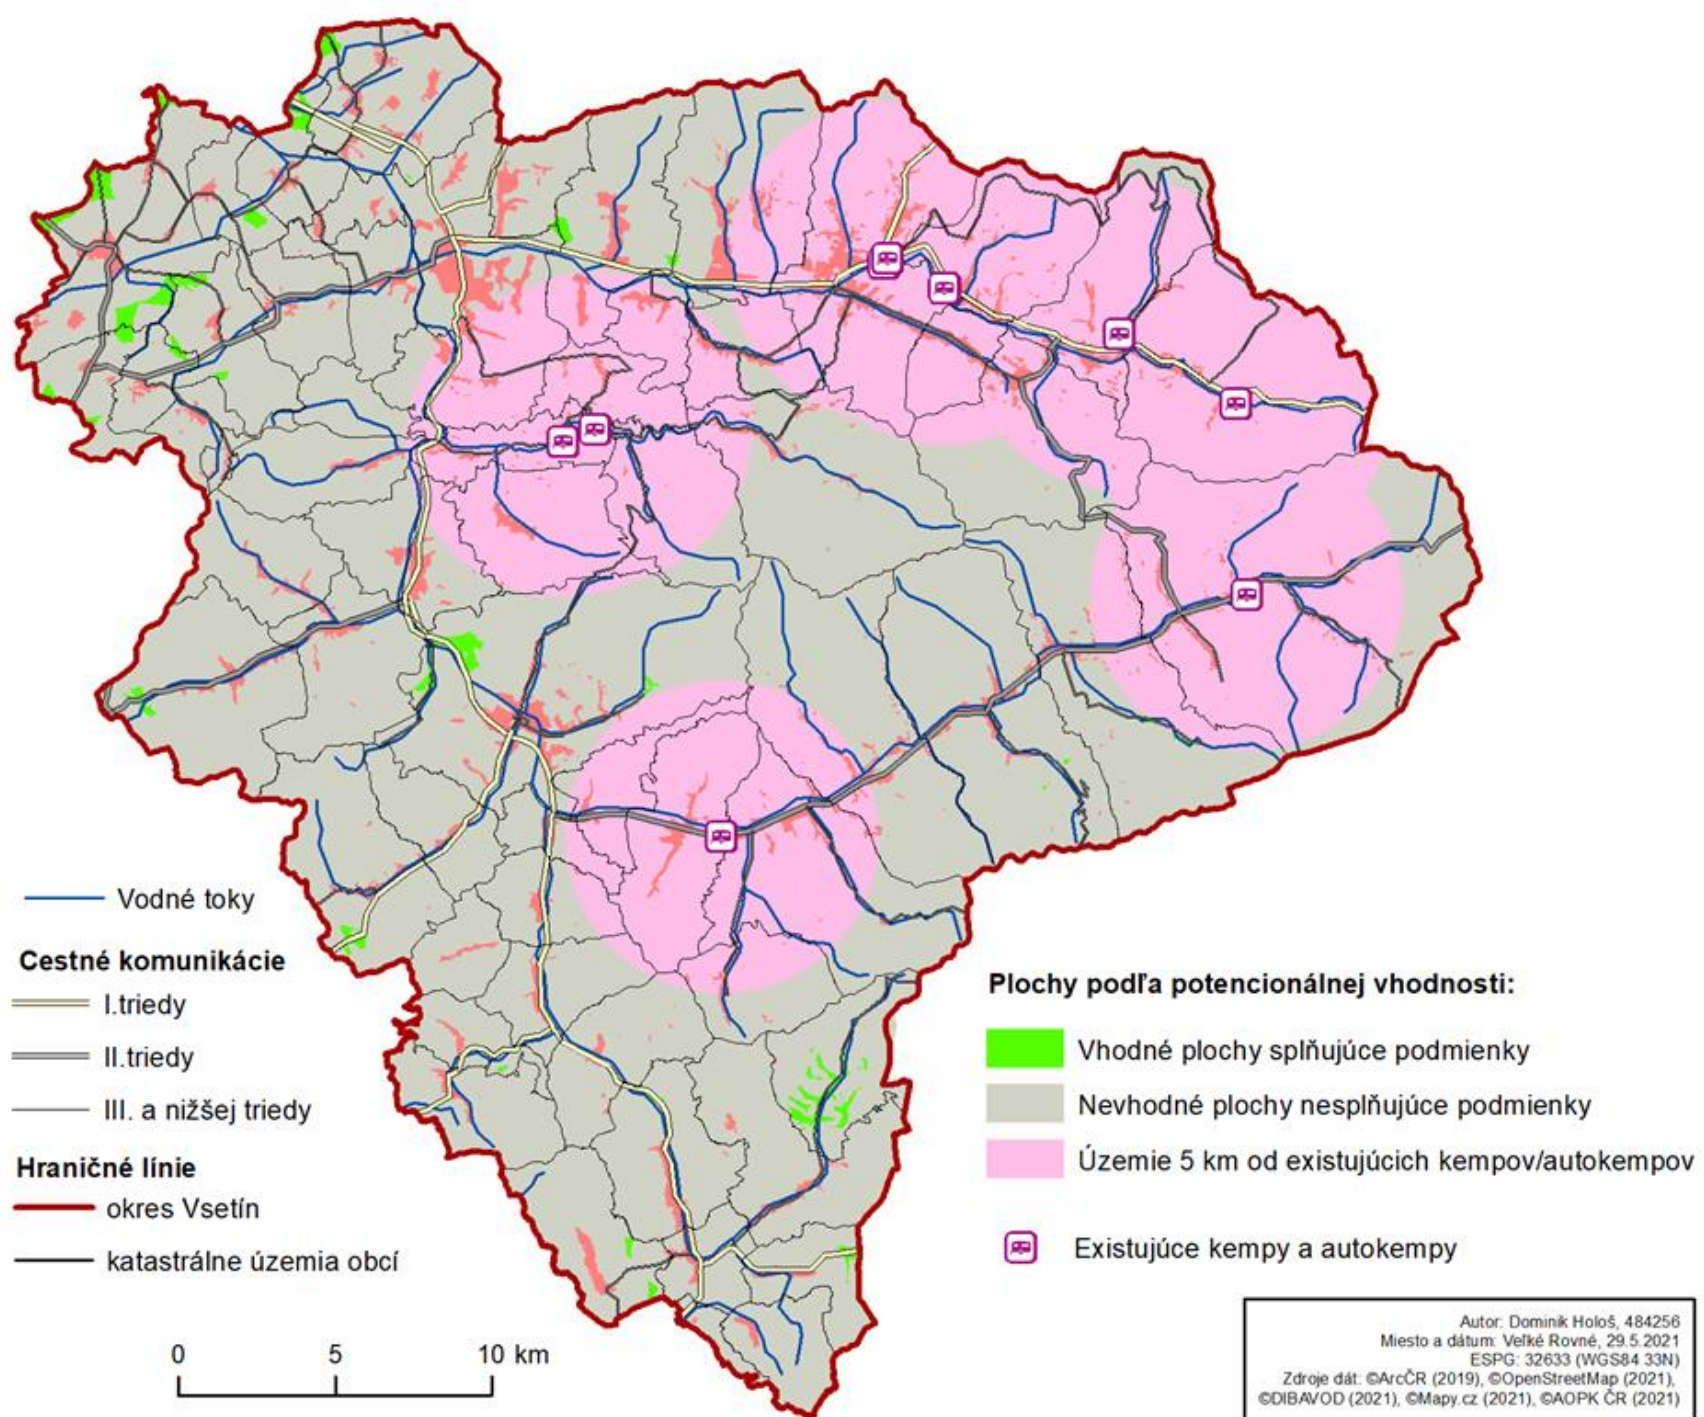 Vodné toky
Cestné komunikácie
I.triedy
II.triedy
III. a nižšej triedy
Hraničné línie
okres Vsetín
katastrálne územia obcí
0 5 10 km
Plochy podľa potencionálnej vhodnosti:
Vhodné plochy splňujúce podmienky
Nevhodné plochy nesplňujúce podmienky
Územie 5 km od existujúcich kempov/autokempov
Existujúce kempy a autokempy
Autor: Dominik Hološ, 484256
Miesto a dátum: Veľké Rovné, 29.5.2021
ESPG: 32633 (WGS84 33N)
Zdroje dát: ©ArcČR (2019), ©OpenStreetMap (2021),
©DIBAVOD (2021), ©Mapy.cz (2021), ©AOPK ČR (2021)